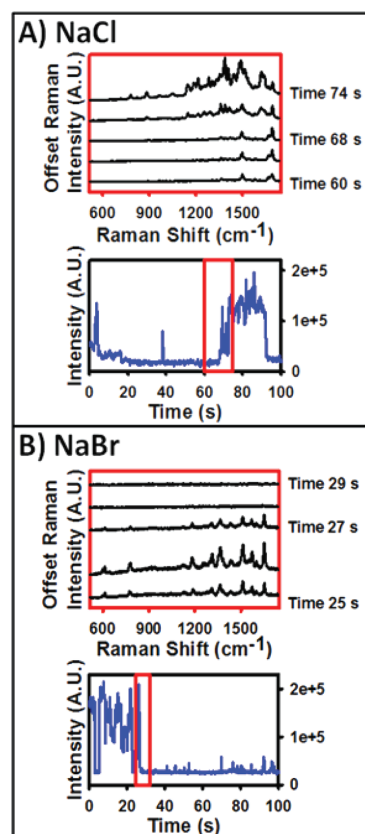 A) NaCl
Offset Raman
Intensity (A.U.)
Time 74 s
Time 68 s
Time 60 s
600 900 1200 1500
Raman Shift (cm-1)
Intensity (A.U.)
2e+5
1e+5
0
0 20 40 60 80 100
Time (s)
B) NaBr
Offset Raman
Intensity (A.U.)
Time 29 s
Time 27 s
Time 25 s
600 900 1200 1500
Raman Shift (cm-1)
Intensity (A.U.)
2e+5
1e+5
0
0 20 40 60 80 100
Time (s)